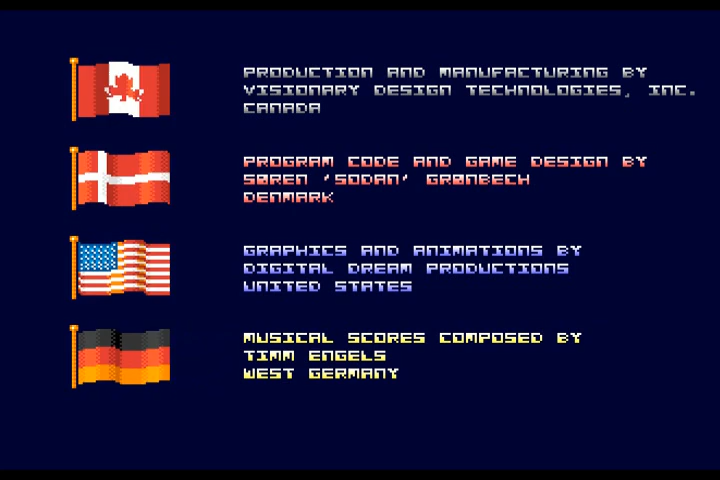 PRODUCTION AND MANUFACTURING BY
VISIONARY DESIGN TECHNOLOGIES, INC.
CANADA
PROGRAM CODE AND GAME DESIGN BY
SØREN 'SODAN' GRØNBECH
DENMARK
GRAPHICS AND ANIMATIONS BY
DIGITAL DREAM PRODUCTIONS
UNITED STATES
MUSICAL SCORES COMPOSED BY
TIMM ENGELS
WEST GERMANY